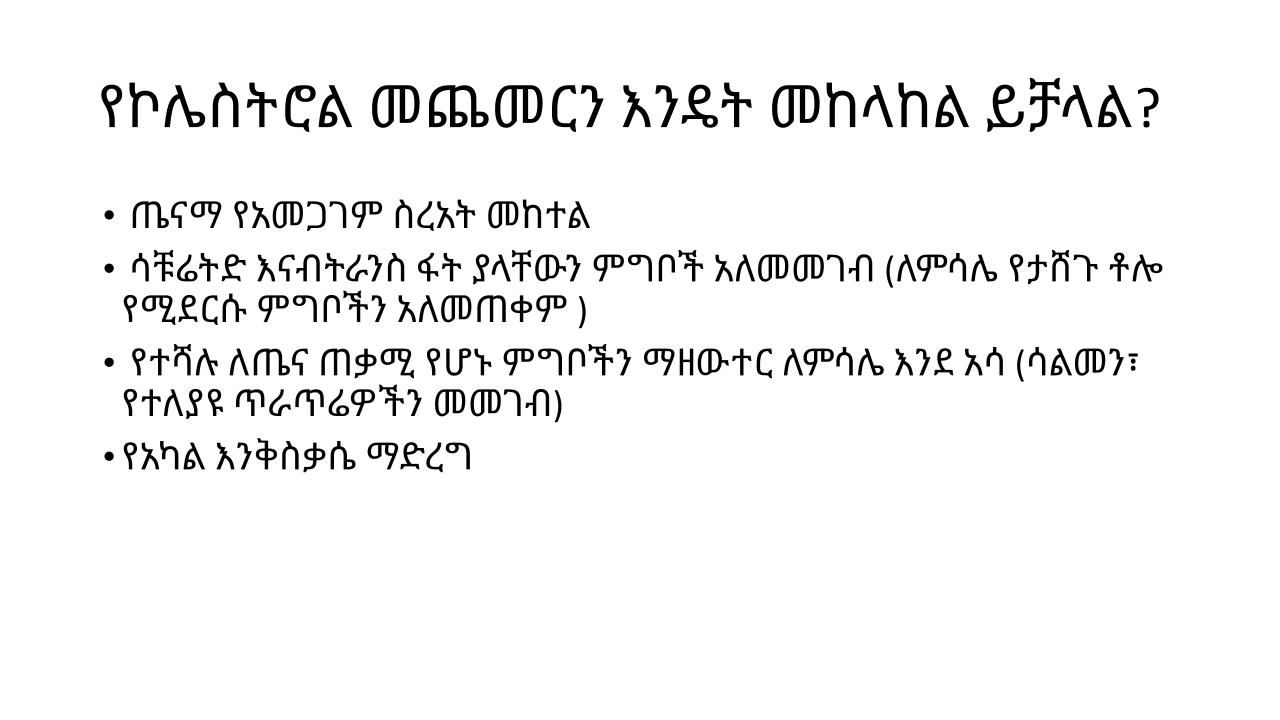 የኮሌስትሮል መጨመርን እንዴት መከላከል ይቻላል?
• ጤናማ የአመጋገም ስረአት መከተል
• ሳቹሬትድ እናብትራንስ ፋት ያላቸውን ምግቦች አለመመገብ (ለምሳሌ የታሸጉ ቶሎ
የሚደርሱ ምግቦችን አለመጠቀም )
• የተሻሉ ለጤና ጠቃሚ የሆኑ ምግቦችን ማዘውተር ለምሳሌ እንደ አሳ (ሳልመን፣
የተለያዩ ጥራጥሬዎችን መመገብ)
• የአካል እንቅስቃሴ ማድረግ